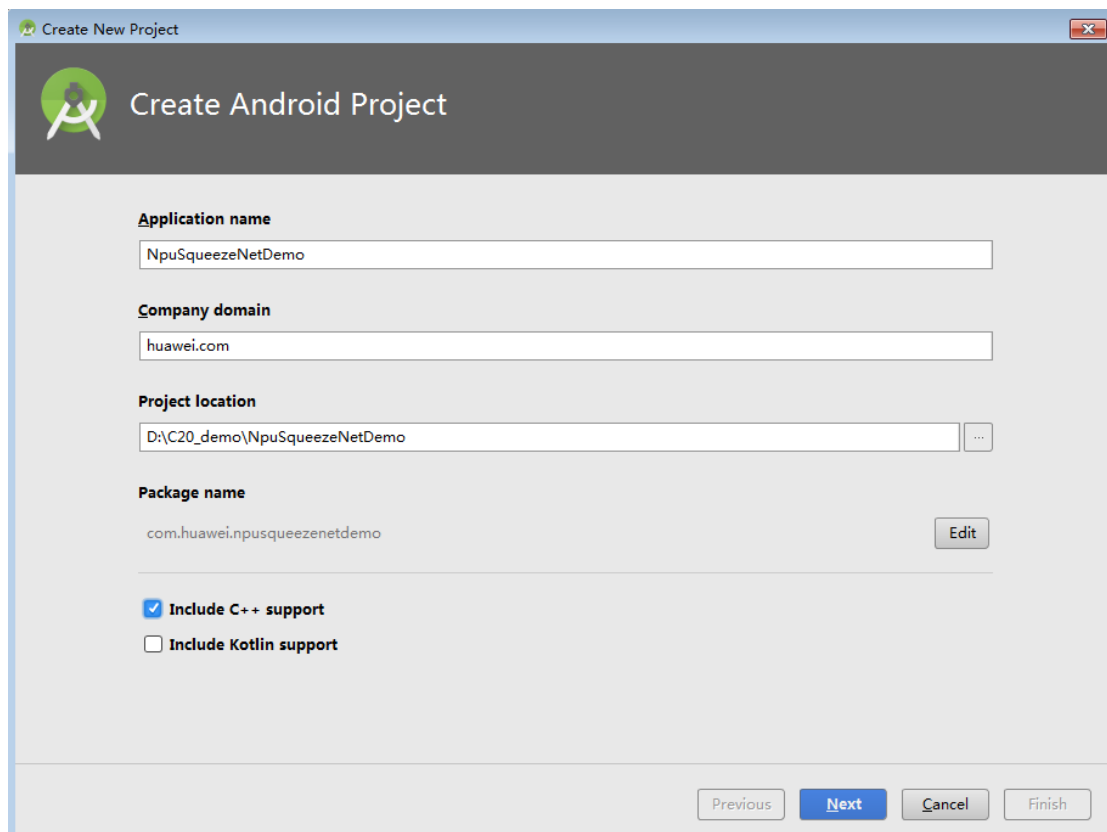 Create New Project
Create Android Project
Application name
NpuSqueezeNetDemo
Company domain
huawei.com
Project location
D:\C20_demo\NpuSqueezeNetDemo
...
Package name
com.huawei.npusqueezenetdemo
Edit
Include C++ support
Include Kotlin support
Previous Next Cancel Finish